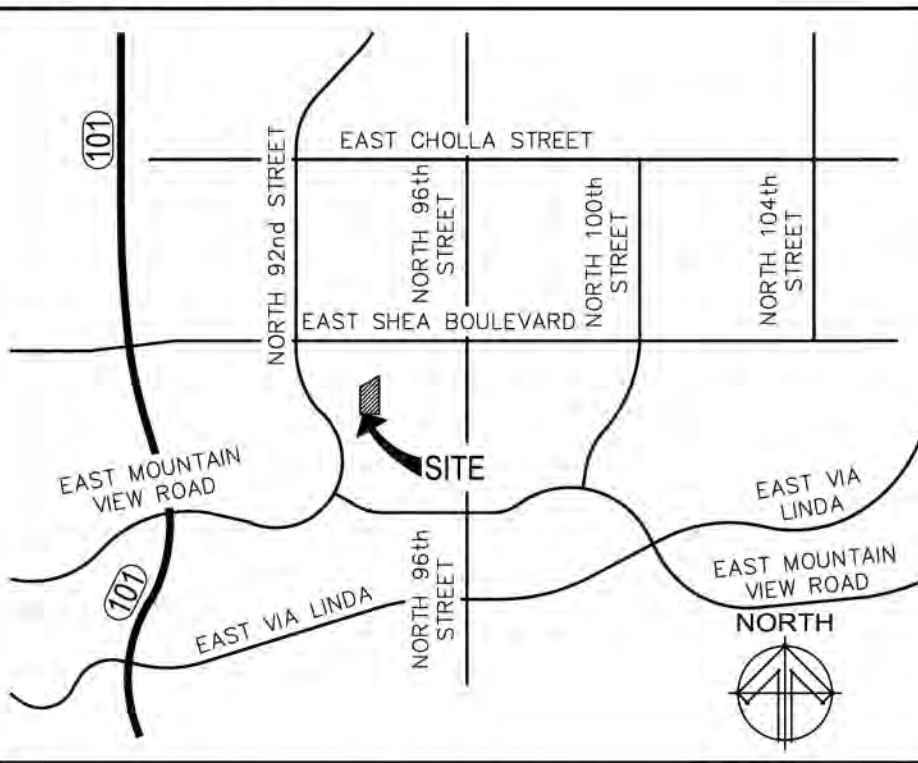 101
EAST CHOLLA STREET
NORTH 92nd STREET
NORTH 96th
STREET
NORTH 100th
STREET
NORTH 104th
STREET
EAST SHEA BOULEVARD
SITE
EAST MOUNTAIN
VIEW ROAD
EAST VIA
LINDA
101
EAST VIA LINDA
NORTH 96th
STREET
EAST MOUNTAIN
VIEW ROAD
NORTH